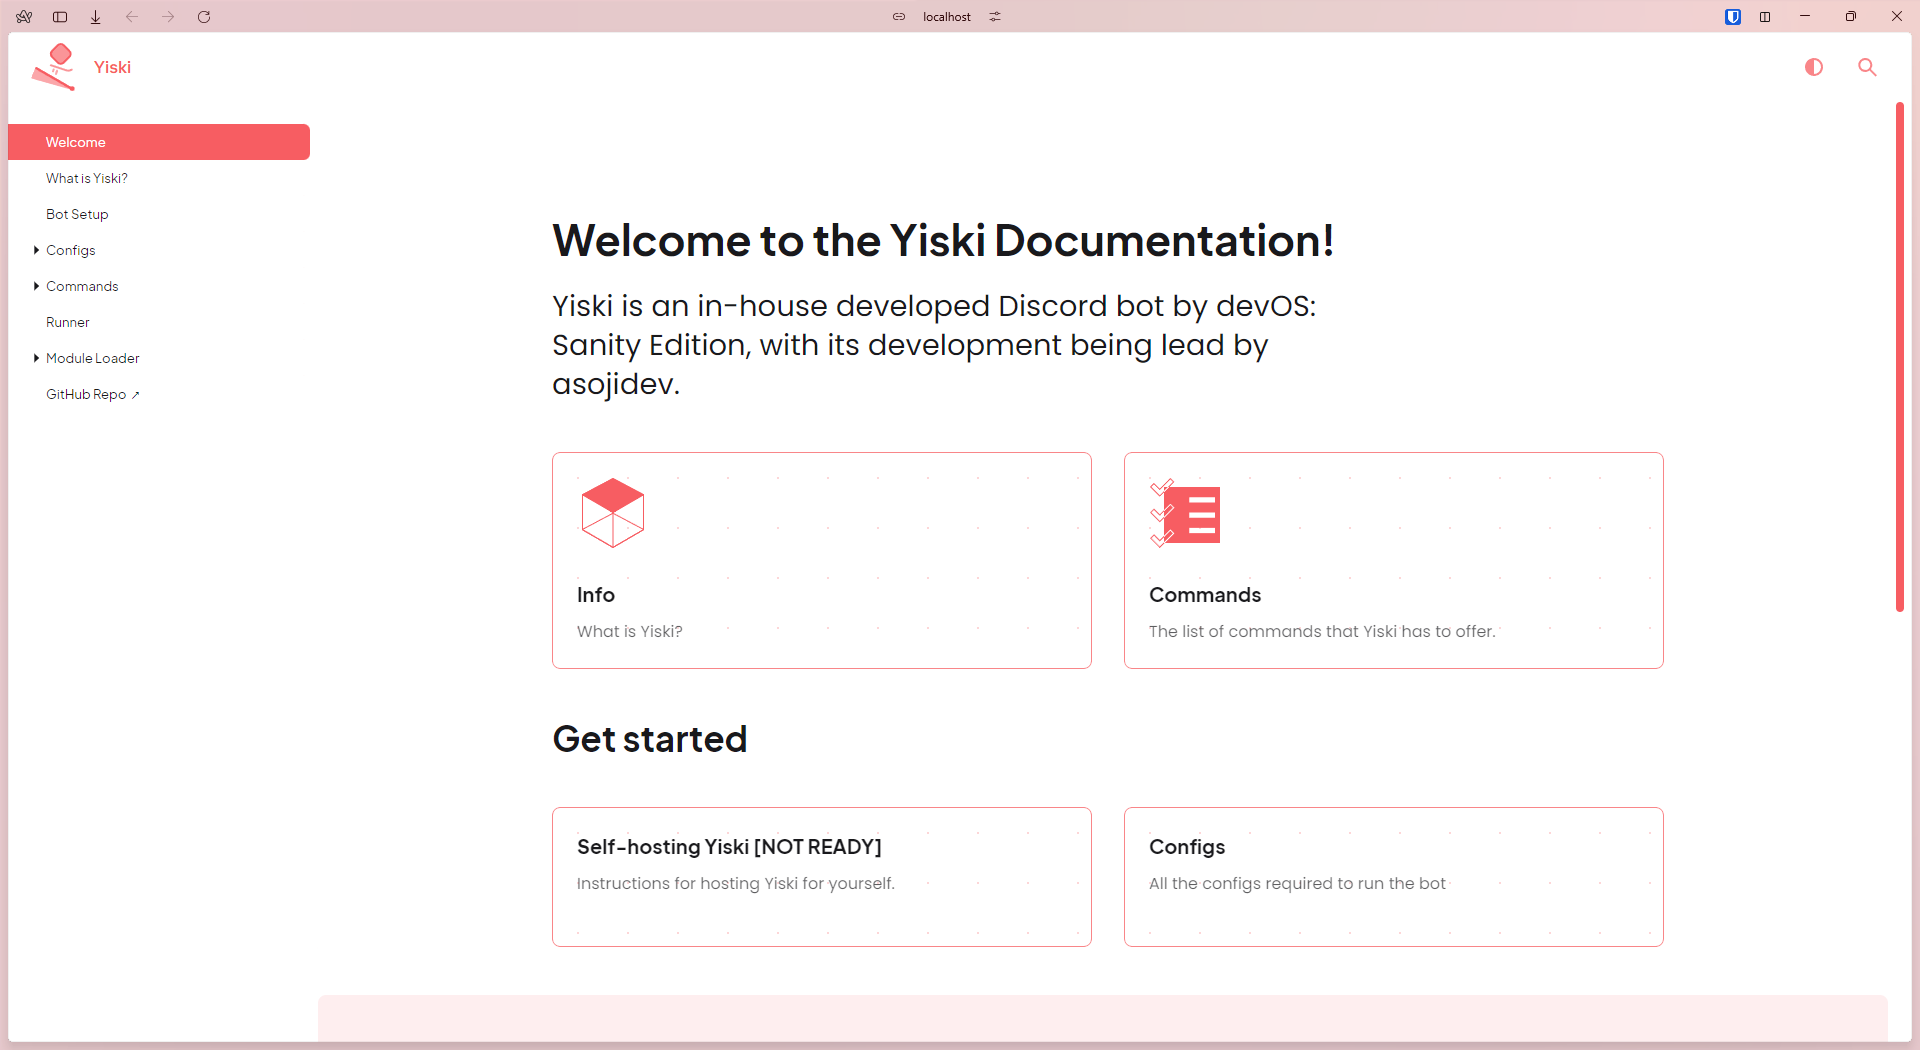 localhost
Yiski
Welcome
What is Yiski?
Bot Setup
Configs
Commands
Runner
Module Loader
GitHub Repo ↗
Welcome to the Yiski Documentation!
Yiski is an in-house developed Discord bot by devOS:
Sanity Edition, with its development being lead by
asojidev.
Info
What is Yiski?
Commands
The list of commands that Yiski has to offer.
Get started
Self-hosting Yiski [NOT READY]
Instructions for hosting Yiski for yourself.
Configs
All the configs required to run the bot